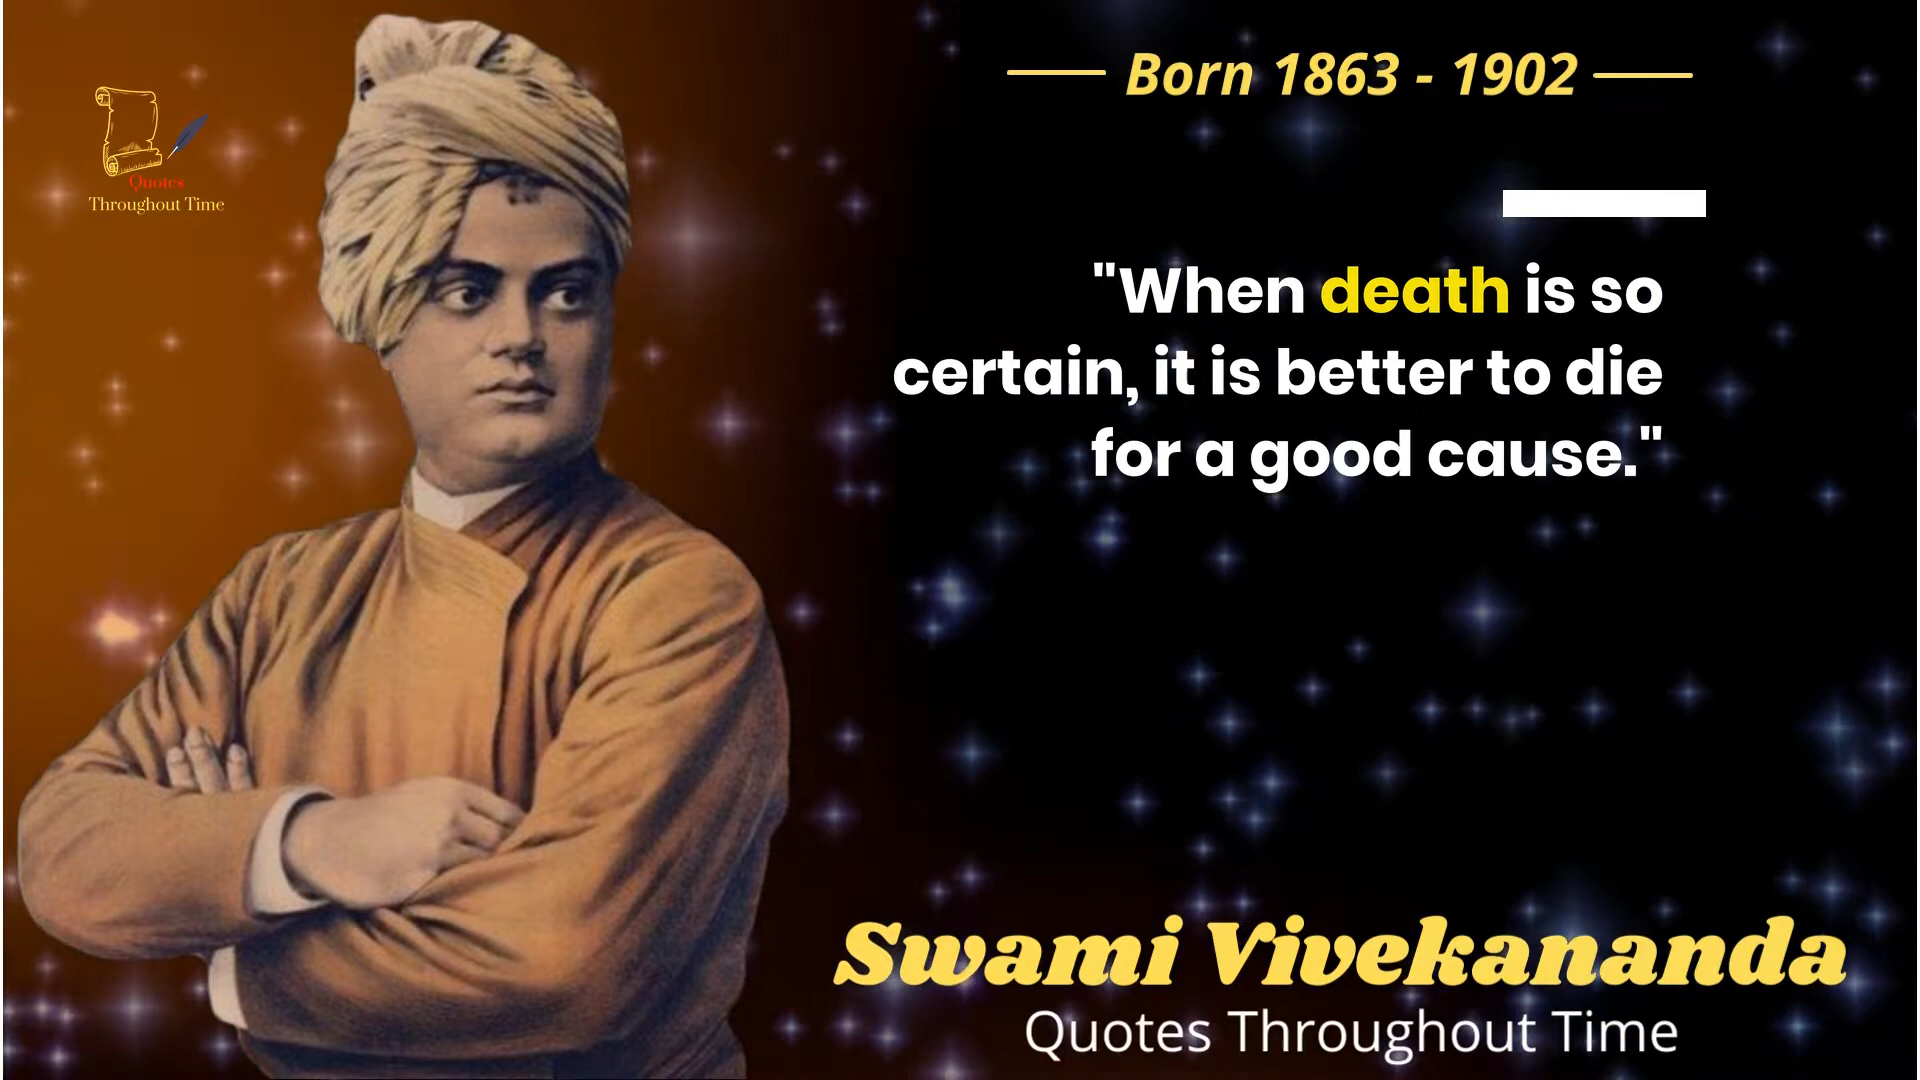 Quotes
Throughout Time
Born 1863 - 1902
"When death is so
certain, it is better to die
for a good cause."
Swami Vivekananda
Quotes Throughout Time